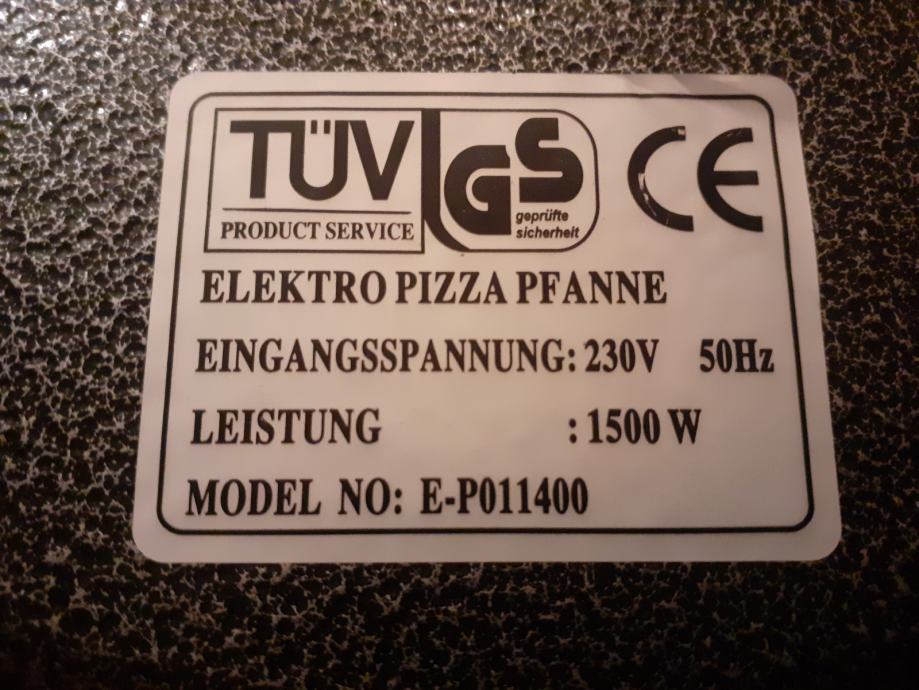 TÜV
PRODUCT SERVICE
GS
geprüfte
sicherheit
CE
ELEKTRO PIZZA PFANNE
EINGANGSSPANNUNG: 230V 50Hz
LEISTUNG : 1500 W
MODEL NO: E-P011400